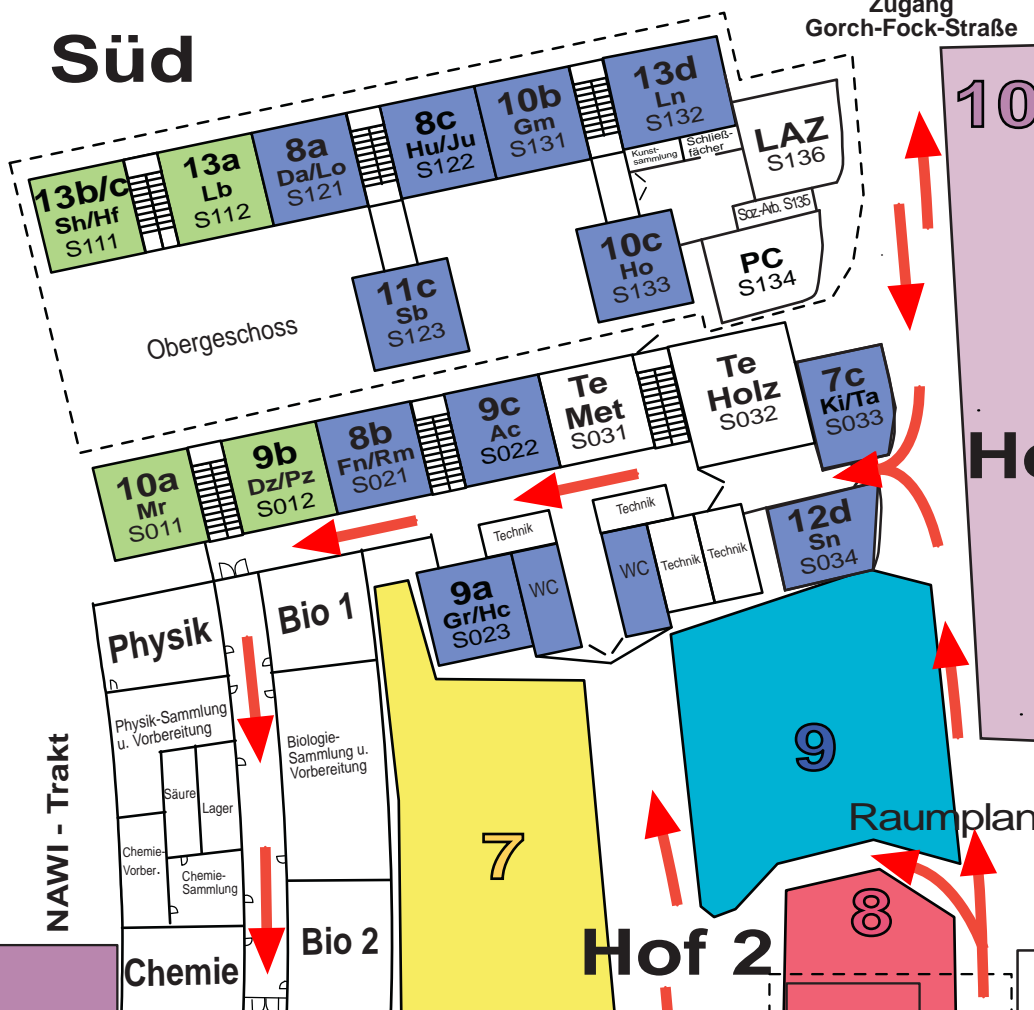 Zugang
Gorch-Fock-Straße
Süd
13b/c
Sh/Hf
S111
13a
Lb
S112
8a
Da/Lo
S121
8c
Hu/Ju
S122
10b
Gm
S131
13d
Ln
S132
Kunst-
sammlung
Schließ-
fächer
LAZ
S136
Soz.-Arb. S135
PC
S134
10c
Ho
S133
11c
Sb
S123
Obergeschoss
10
10a
Mr
S011
9b
Dz/Pz
S012
8b
Fn/Rm
S021
9c
Ac
S022
Te
Met
S031
Te
Holz
S032
7c
Ki/Ta
S033
Ho
12d
Sn
S034
Technik
Technik
Technik
Technik
WC
WC
9a
Gr/Hc
S023
Physik
Bio 1
Physik-Sammlung
u. Vorbereitung
Biologie-
Sammlung u.
Vorbereitung
Säure
Lager
Chemie-
Vorber.
Chemie-
Sammlung
NAWI - Trakt
Chemie
Bio 2
7
9
Raumplan
8
Hof 2